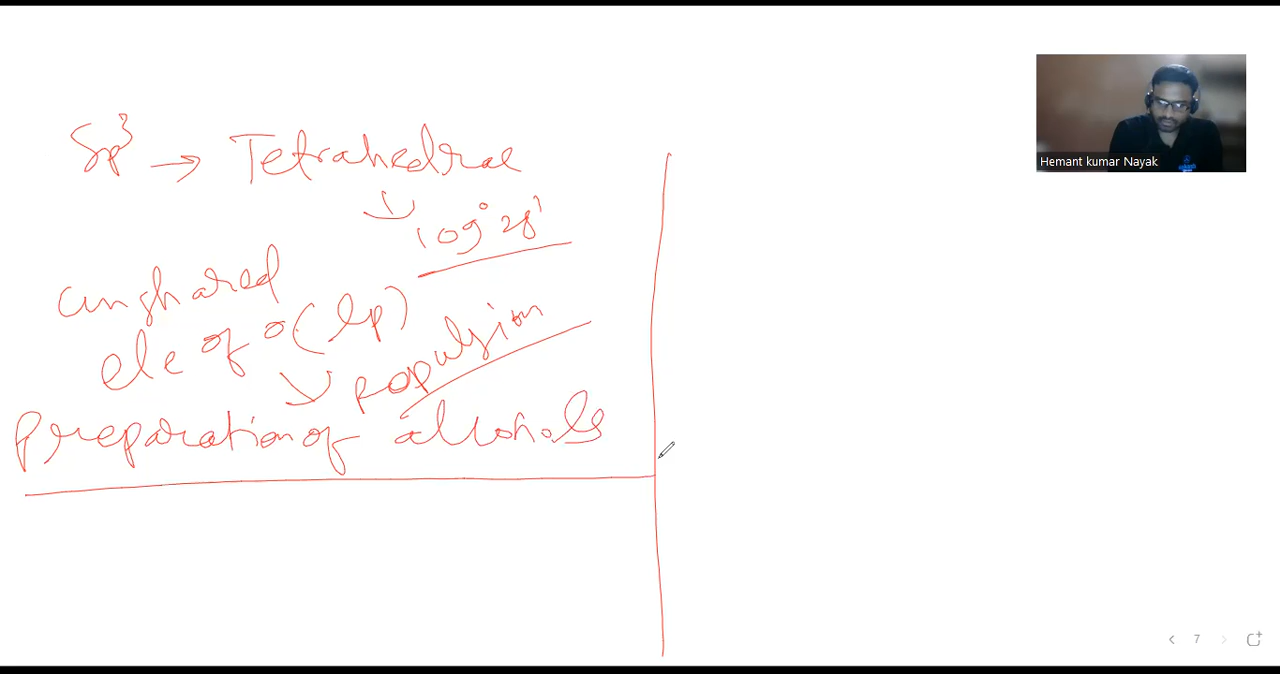 Sp³ → Tetrahedral
109° 28'
unshared
ele of o (lp)
repulsion
Preparation of alcohols
Hemant kumar Nayak
7